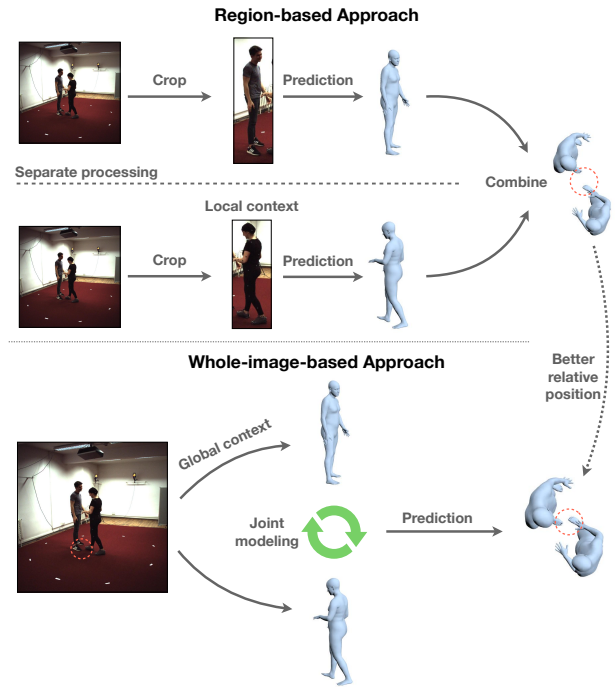 Region-based Approach
Crop
Prediction
Separate processing
Combine
Local context
Crop
Prediction
Whole-image-based Approach
Better
relative
position
Global context
Joint
modeling
Prediction